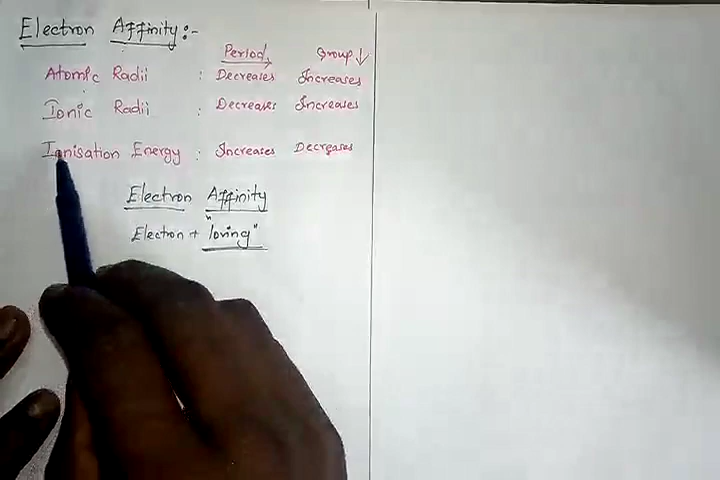 Electron Affinity:-
Period → Group ↓
Atomic Radii : Decreases Increases
Ionic Radii : Decreases Increases
Ionisation Energy : Increases Decreases
Electron Affinity
Electron + "loving"